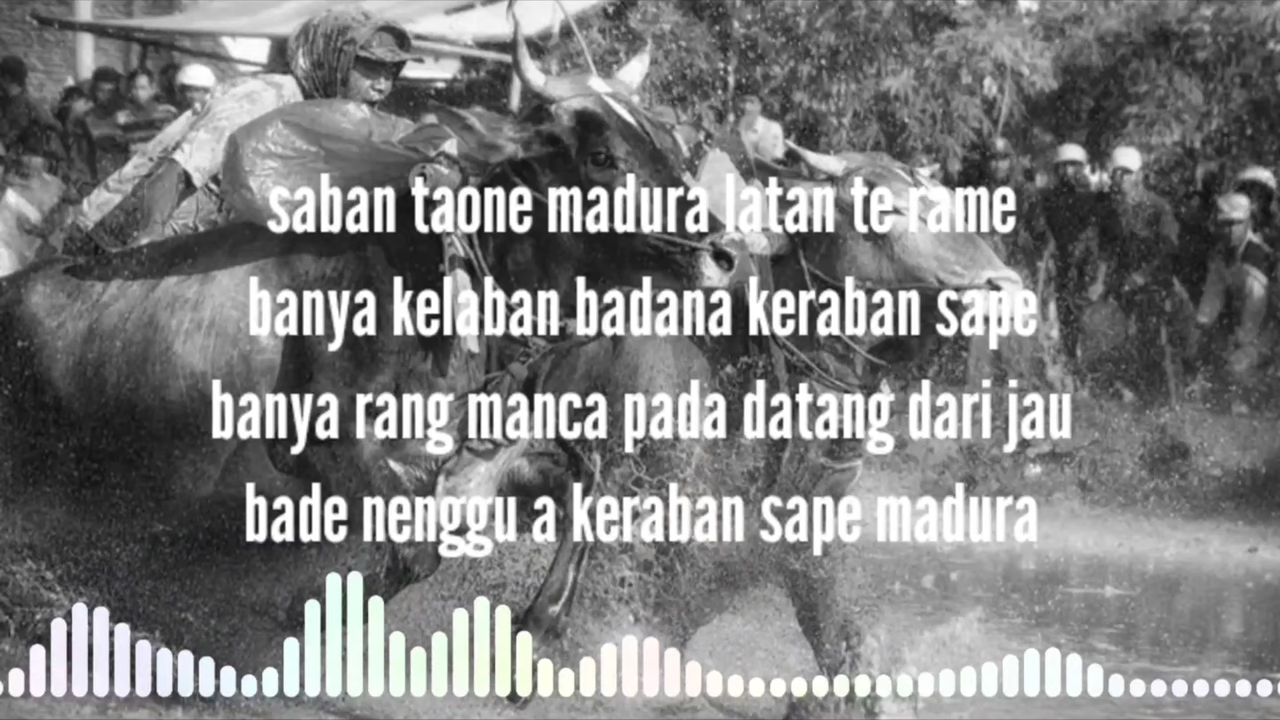 saban taone madura latan te rame
banya kelaban badana keraban sape
banya rang manca pada datang dari jau
bade nenggu a keraban sape madura